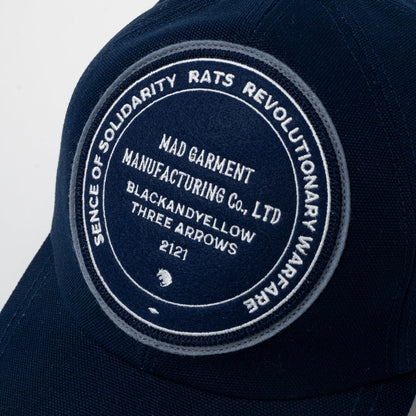 SENCE OF SOLIDARITY RATS REVOLUTIONARY WARFARE
MAD GARMENT
MANUFACTURING Co., LTD
BLACKANDYELLOW
THREE ARROWS
2121